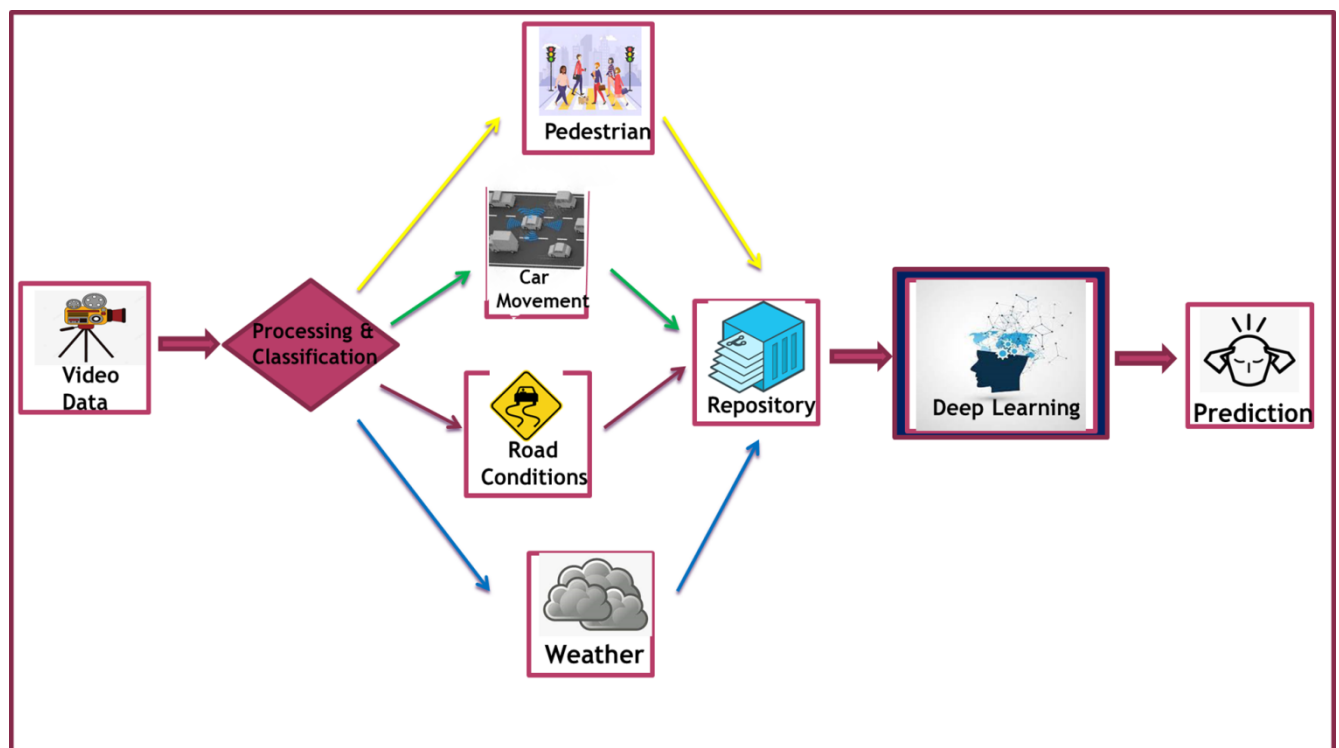 Pedestrian
Car
Movement
Video
Data
Processing &
Classification
Road
Conditions
Repository
Deep Learning
Prediction
Weather